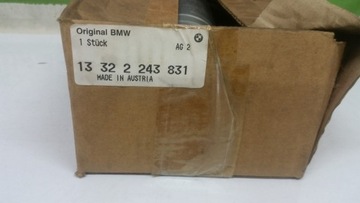 Original BMW
1 Stück
AG 2
13 32 2 243 831
MADE IN AUSTRIA